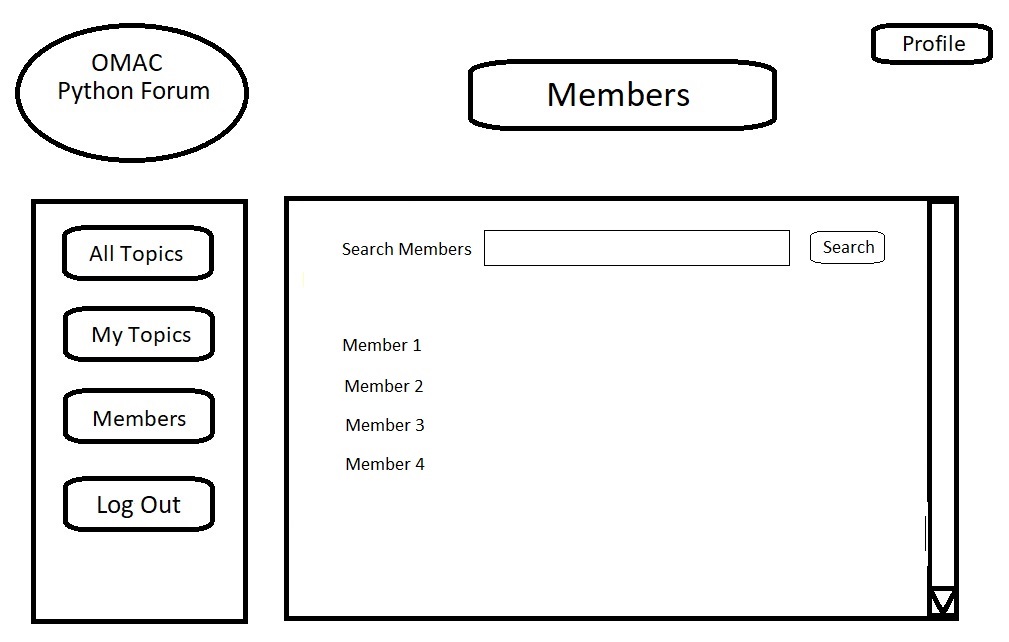 OMAC
Python Forum
Members
Profile
All Topics
My Topics
Members
Log Out
Search Members
Search
Member 1
Member 2
Member 3
Member 4